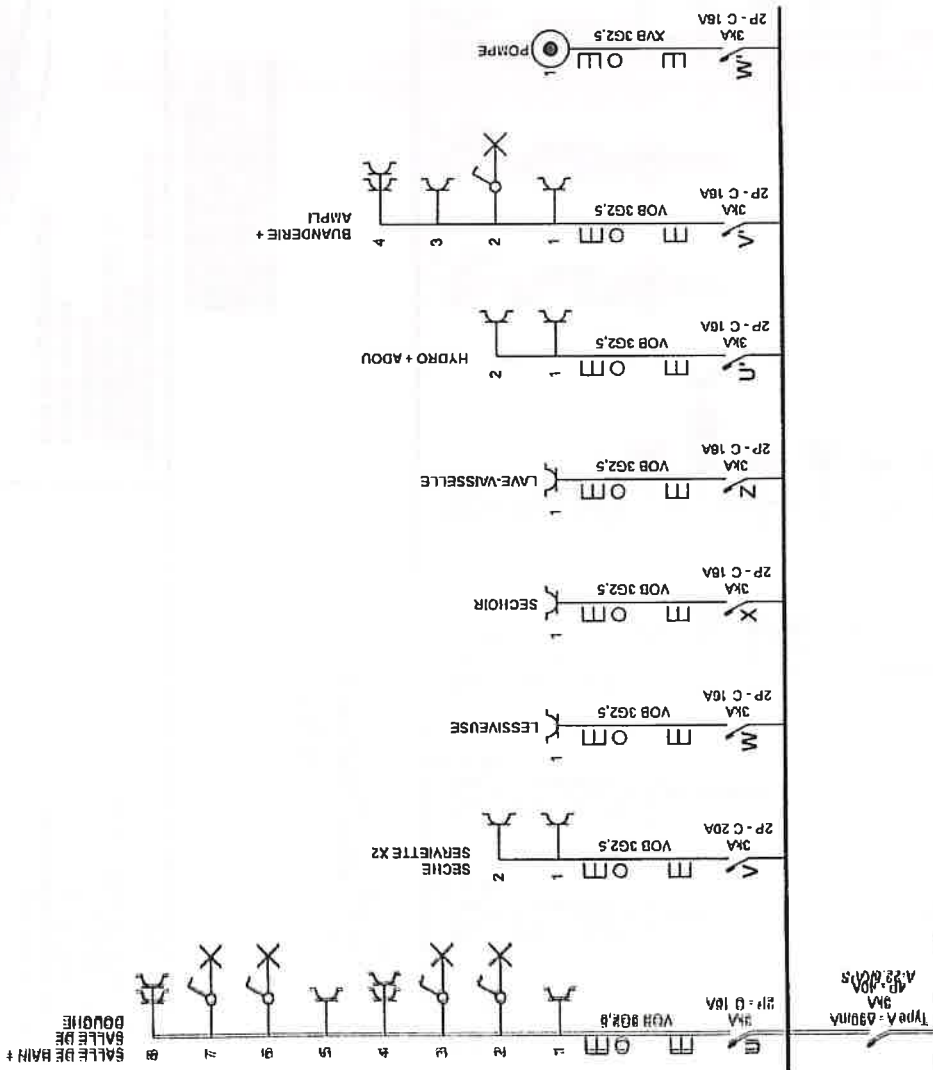 SALLE DE BAIN +
SALLE DE
DOUCHE
8
7
6
5
4
3
2
1
U
3kA
4P - 40A
3kA
SECHE
SERVIETTE X2
2
1
VOB 3G2,5
V
3kA
2P - C 20A
LESSIVEUSE
1
VOB 3G2,5
W
3kA
2P - C 16A
SECHOIR
1
VOB 3G2,5
X
3kA
2P - C 16A
LAVE-VAISSELLE
1
VOB 3G2,5
Z
3kA
2P - C 16A
HYDRO + ADOU
2
1
VOB 3G2,5
U'
3kA
2P - C 16A
BUANDERIE +
AMPLI
4
3
2
1
VOB 3G2,5
V'
3kA
2P - C 16A
POMPE
1
XVB 3G2,5
W'
3kA
2P - C 16A